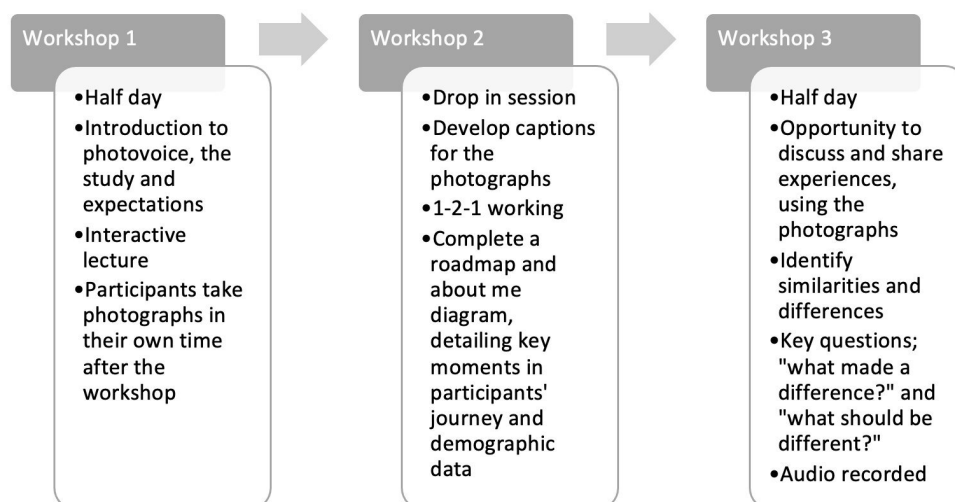 Workshop 1
•Half day
•Introduction to
photovoice, the
study and
expectations
•Interactive
lecture
•Participants take
photographs in
their own time
after the
workshop
Workshop 2
•Drop in session
•Develop captions
for the
photographs
•1-2-1 working
•Complete a
roadmap and
about me
diagram,
detailing key
moments in
participants'
journey and
demographic
data
Workshop 3
•Half day
•Opportunity to
discuss and share
experiences,
using the
photographs
•Identify
similarities and
differences
•Key questions;
"what made a
difference?" and
"what should be
different?"
•Audio recorded